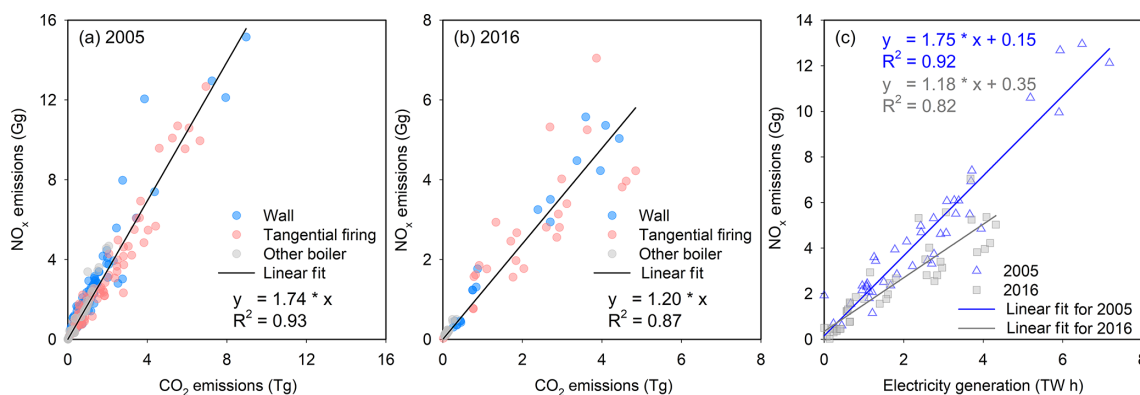 (a) 2005
NOx emissions (Gg)
16
12
8
4
0
Wall
Tangential firing
Other boiler
Linear fit
y = 1.74 * x
R² = 0.93
0 4 8 12 16
CO₂ emissions (Tg)
(b) 2016
NOx emissions (Gg)
8
6
4
2
0
Wall
Tangential firing
Other boiler
Linear fit
y = 1.20 * x
R² = 0.87
0 2 4 6 8
CO₂ emissions (Tg)
(c)
NOx emissions (Gg)
14
12
10
8
6
4
2
0
y = 1.75 * x + 0.15
R² = 0.92
y = 1.18 * x + 0.35
R² = 0.82
2005
2016
Linear fit for 2005
Linear fit for 2016
0 2 4 6 8
Electricity generation (TW h)